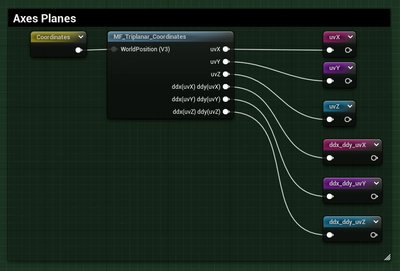 Axes Planes
Coordinates
MF_Triplanar_Coordinates
WorldPosition (V3)
uvX
uvY
uvZ
ddx(uvX) ddy(uvX)
ddx(uvY) ddy(uvY)
ddx(uvZ) ddy(uvZ)
uvX
uvY
uvZ
ddx_ddy_uvX
ddx_ddy_uvY
ddx_ddy_uvZ